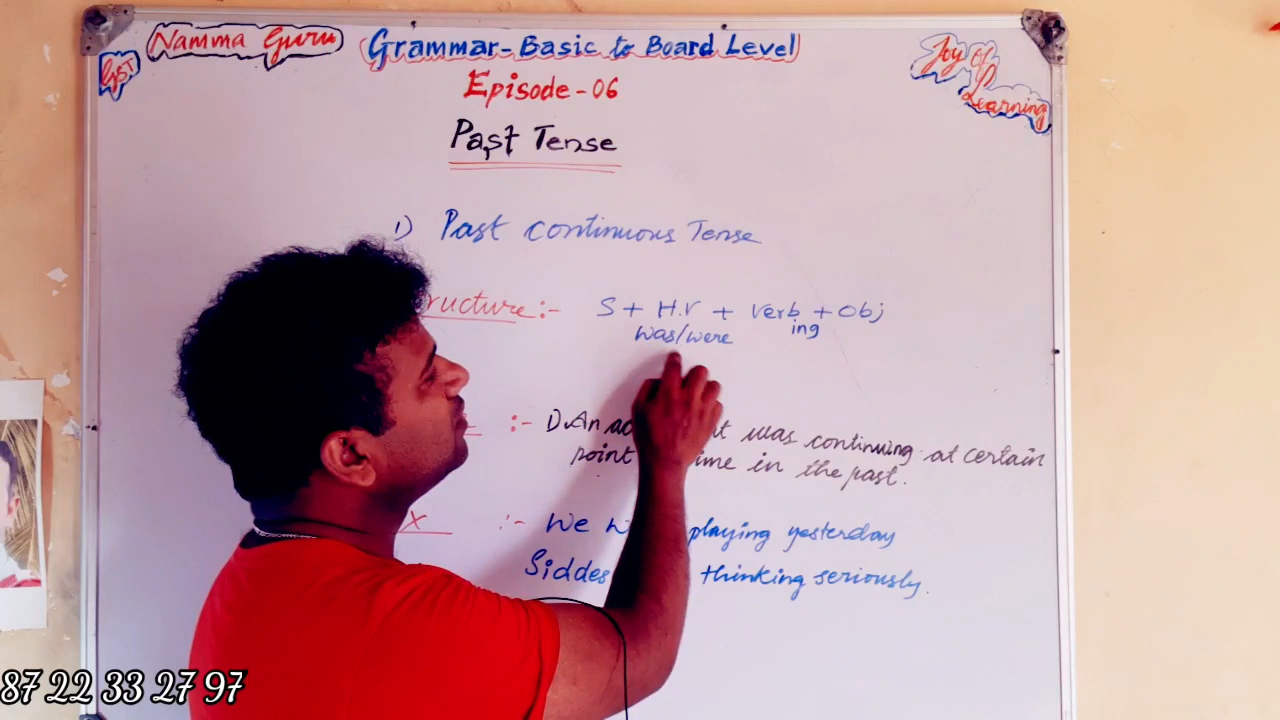 Namma Guru
Grammar-Basic to Board Level
GST
Joy of Learning
Episode-06
Past Tense
1) Past continuous Tense
ructure:- S + H.V + Verb + Obj
was/were ing
:- 1) An ac t was continuing at certain
point ime in the past.
x :- We w playing yesterday
Siddes thinking seriously.
87 22 33 27 97